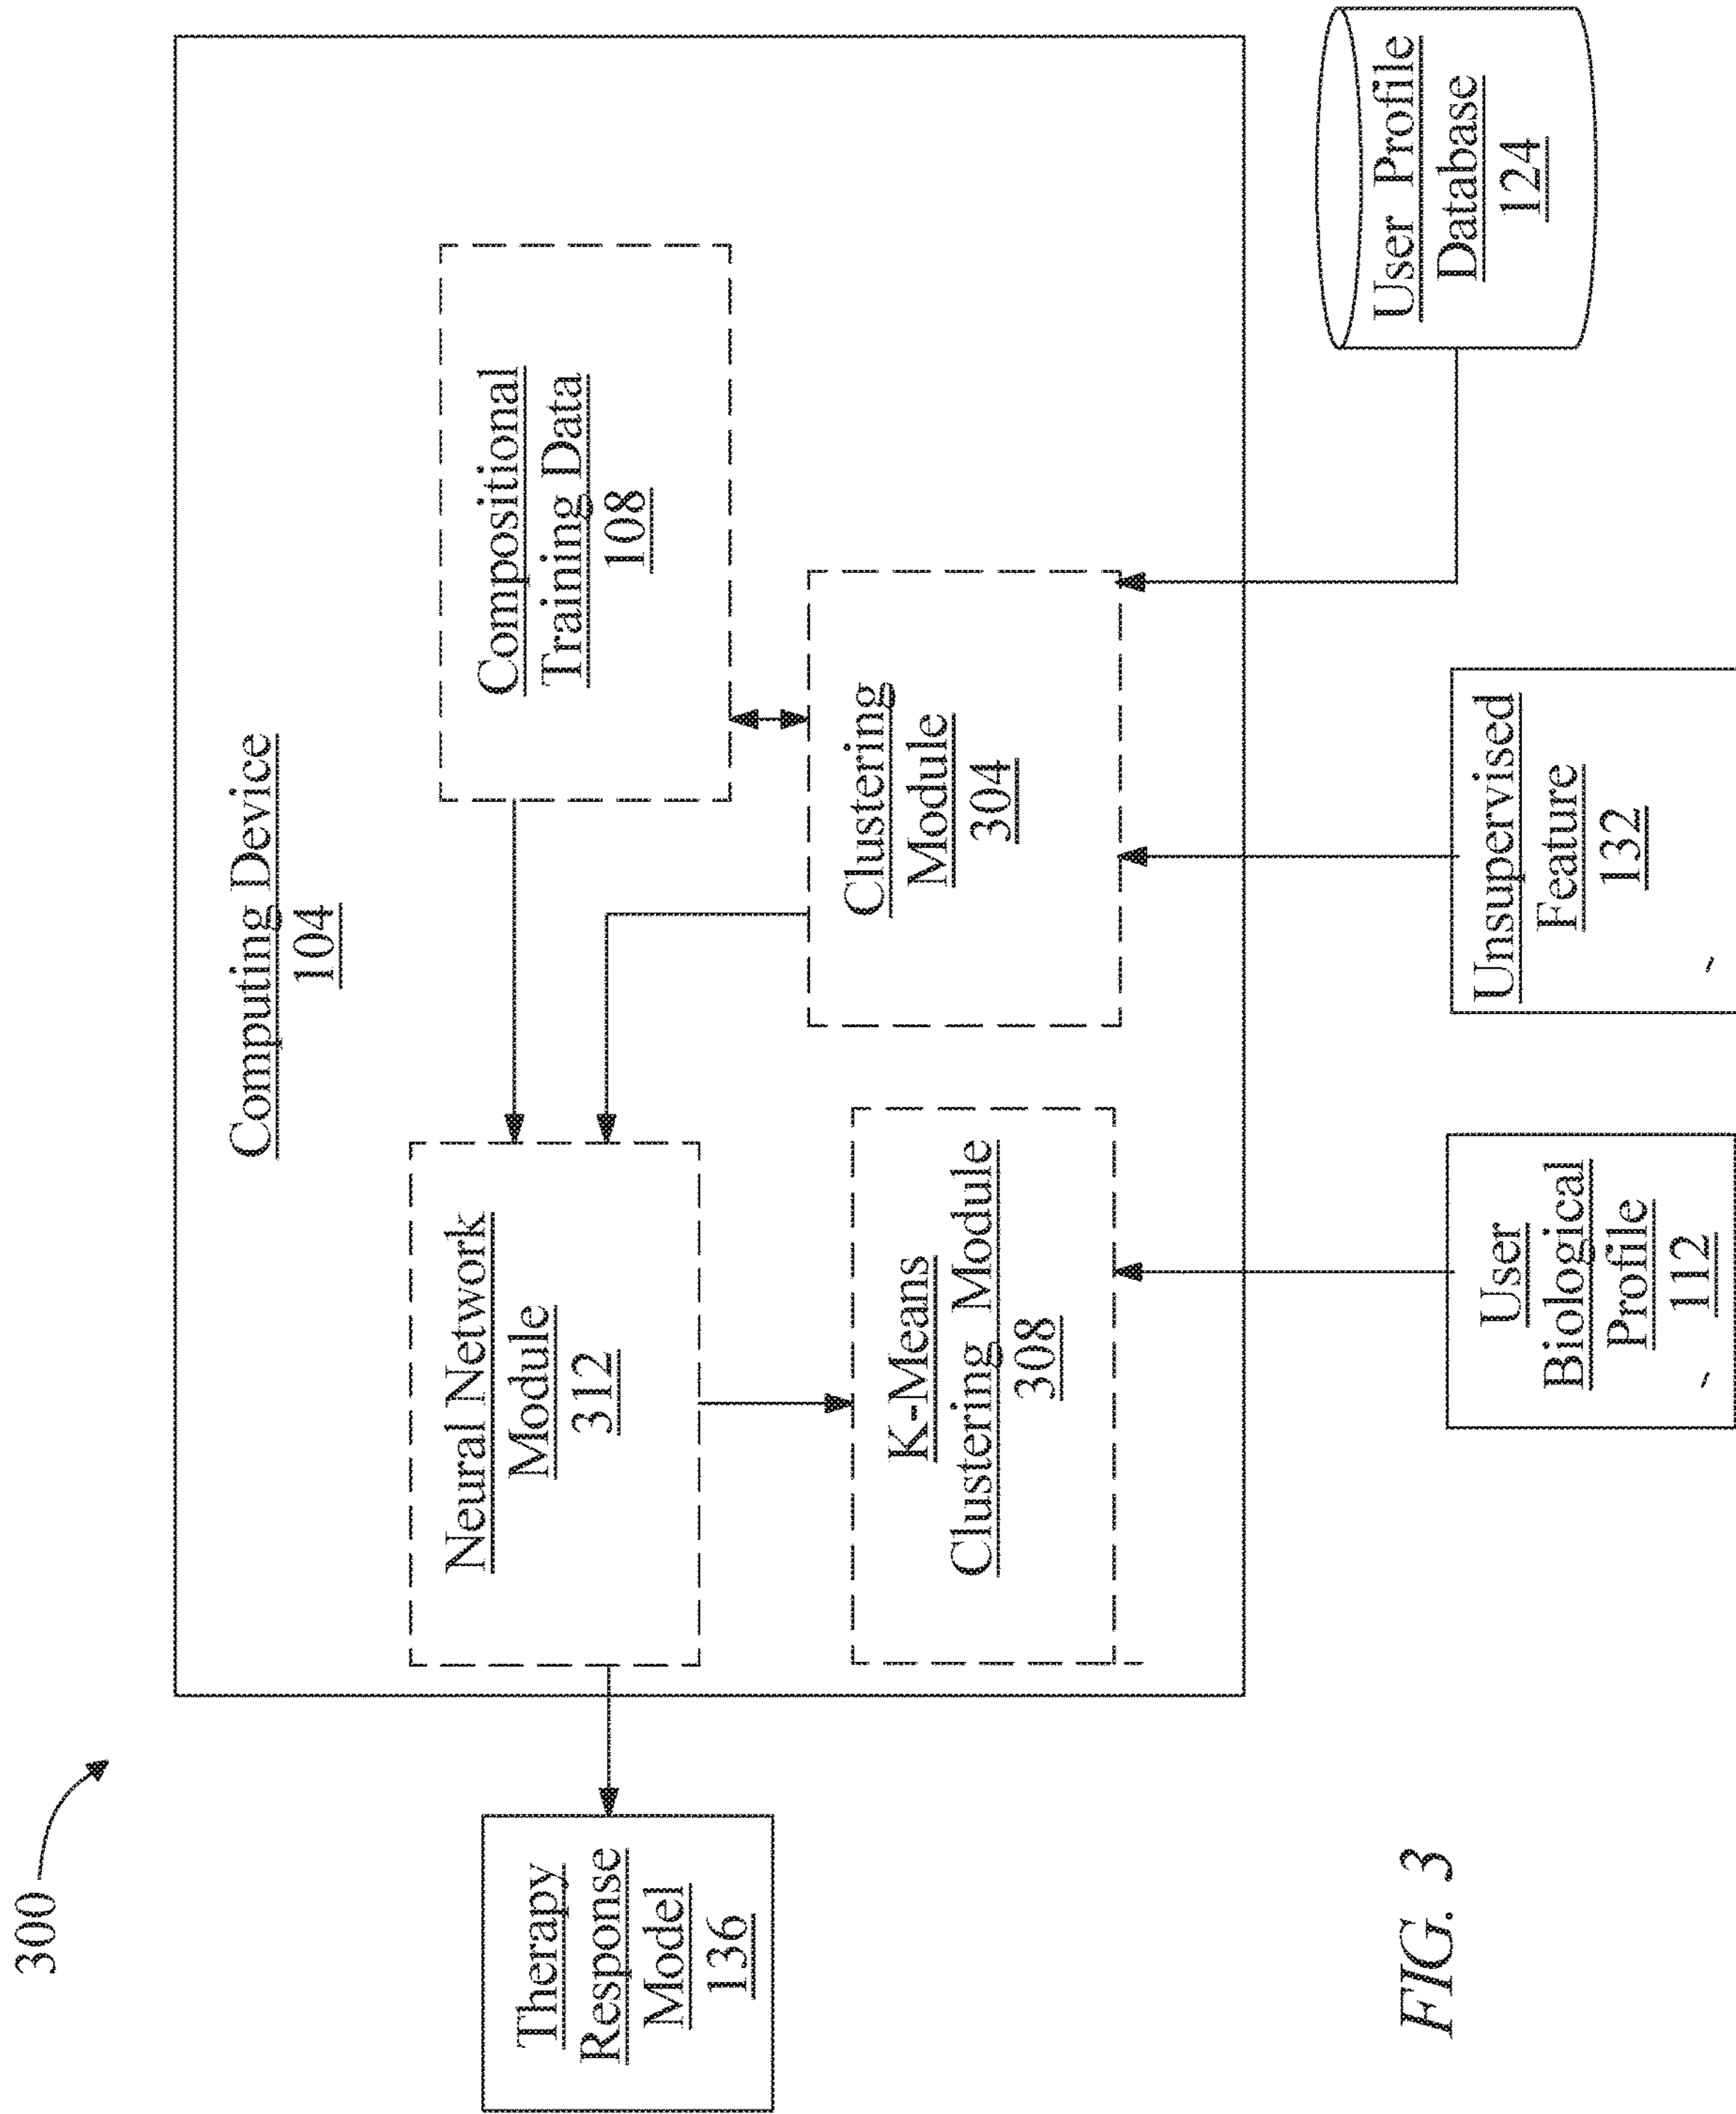 300
Computing Device
104
Neural Network
Module
312
Compositional
Training Data
108
Therapy
Response
Model
136
K-Means
Clustering Module
308
Clustering
Module
304
User
Biological
Profile
112
Unsupervised
Feature
132
User Profile
Database
124
FIG. 3